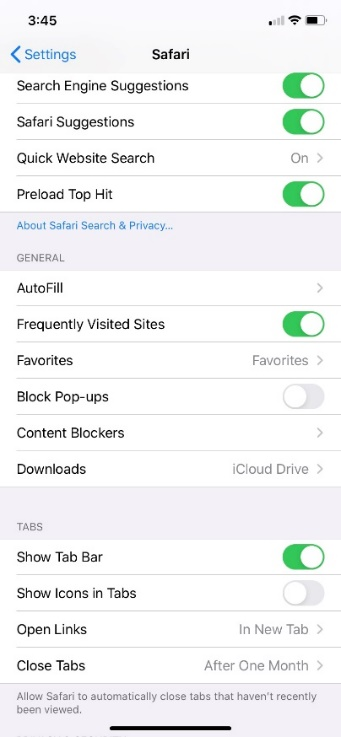 3:45
Settings
Safari
Search Engine Suggestions
Safari Suggestions
Quick Website Search On
Preload Top Hit
About Safari Search & Privacy...
GENERAL
AutoFill
Frequently Visited Sites
Favorites Favorites
Block Pop-ups
Content Blockers
Downloads iCloud Drive
TABS
Show Tab Bar
Show Icons in Tabs
Open Links In New Tab
Close Tabs After One Month
Allow Safari to automatically close tabs that haven't recently
been viewed.